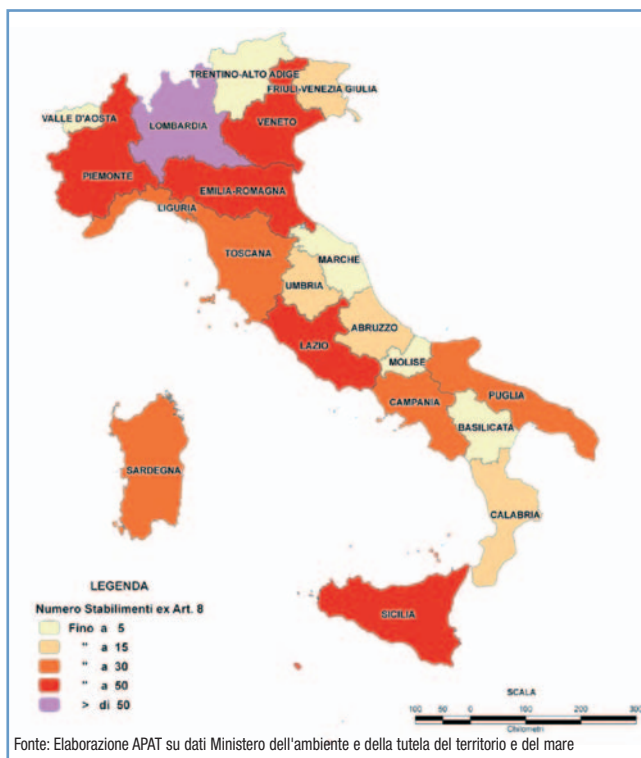 TRENTINO-ALTO ADIGE
FRIULI-VENEZIA GIULIA
VALLE D'AOSTA
LOMBARDIA
VENETO
PIEMONTE
EMILIA-ROMAGNA
LIGURIA
TOSCANA
MARCHE
UMBRIA
ABRUZZO
LAZIO
MOLISE
CAMPANIA
PUGLIA
BASILICATA
SARDEGNA
CALABRIA
SICILIA
LEGENDA
Numero Stabilimenti ex Art. 8
Fino a 5
" a 15
" a 30
" a 50
> di 50
SCALA
100 50 0 100 200 300
Chilometri
Fonte: Elaborazione APAT su dati Ministero dell'ambiente e della tutela del territorio e del mare